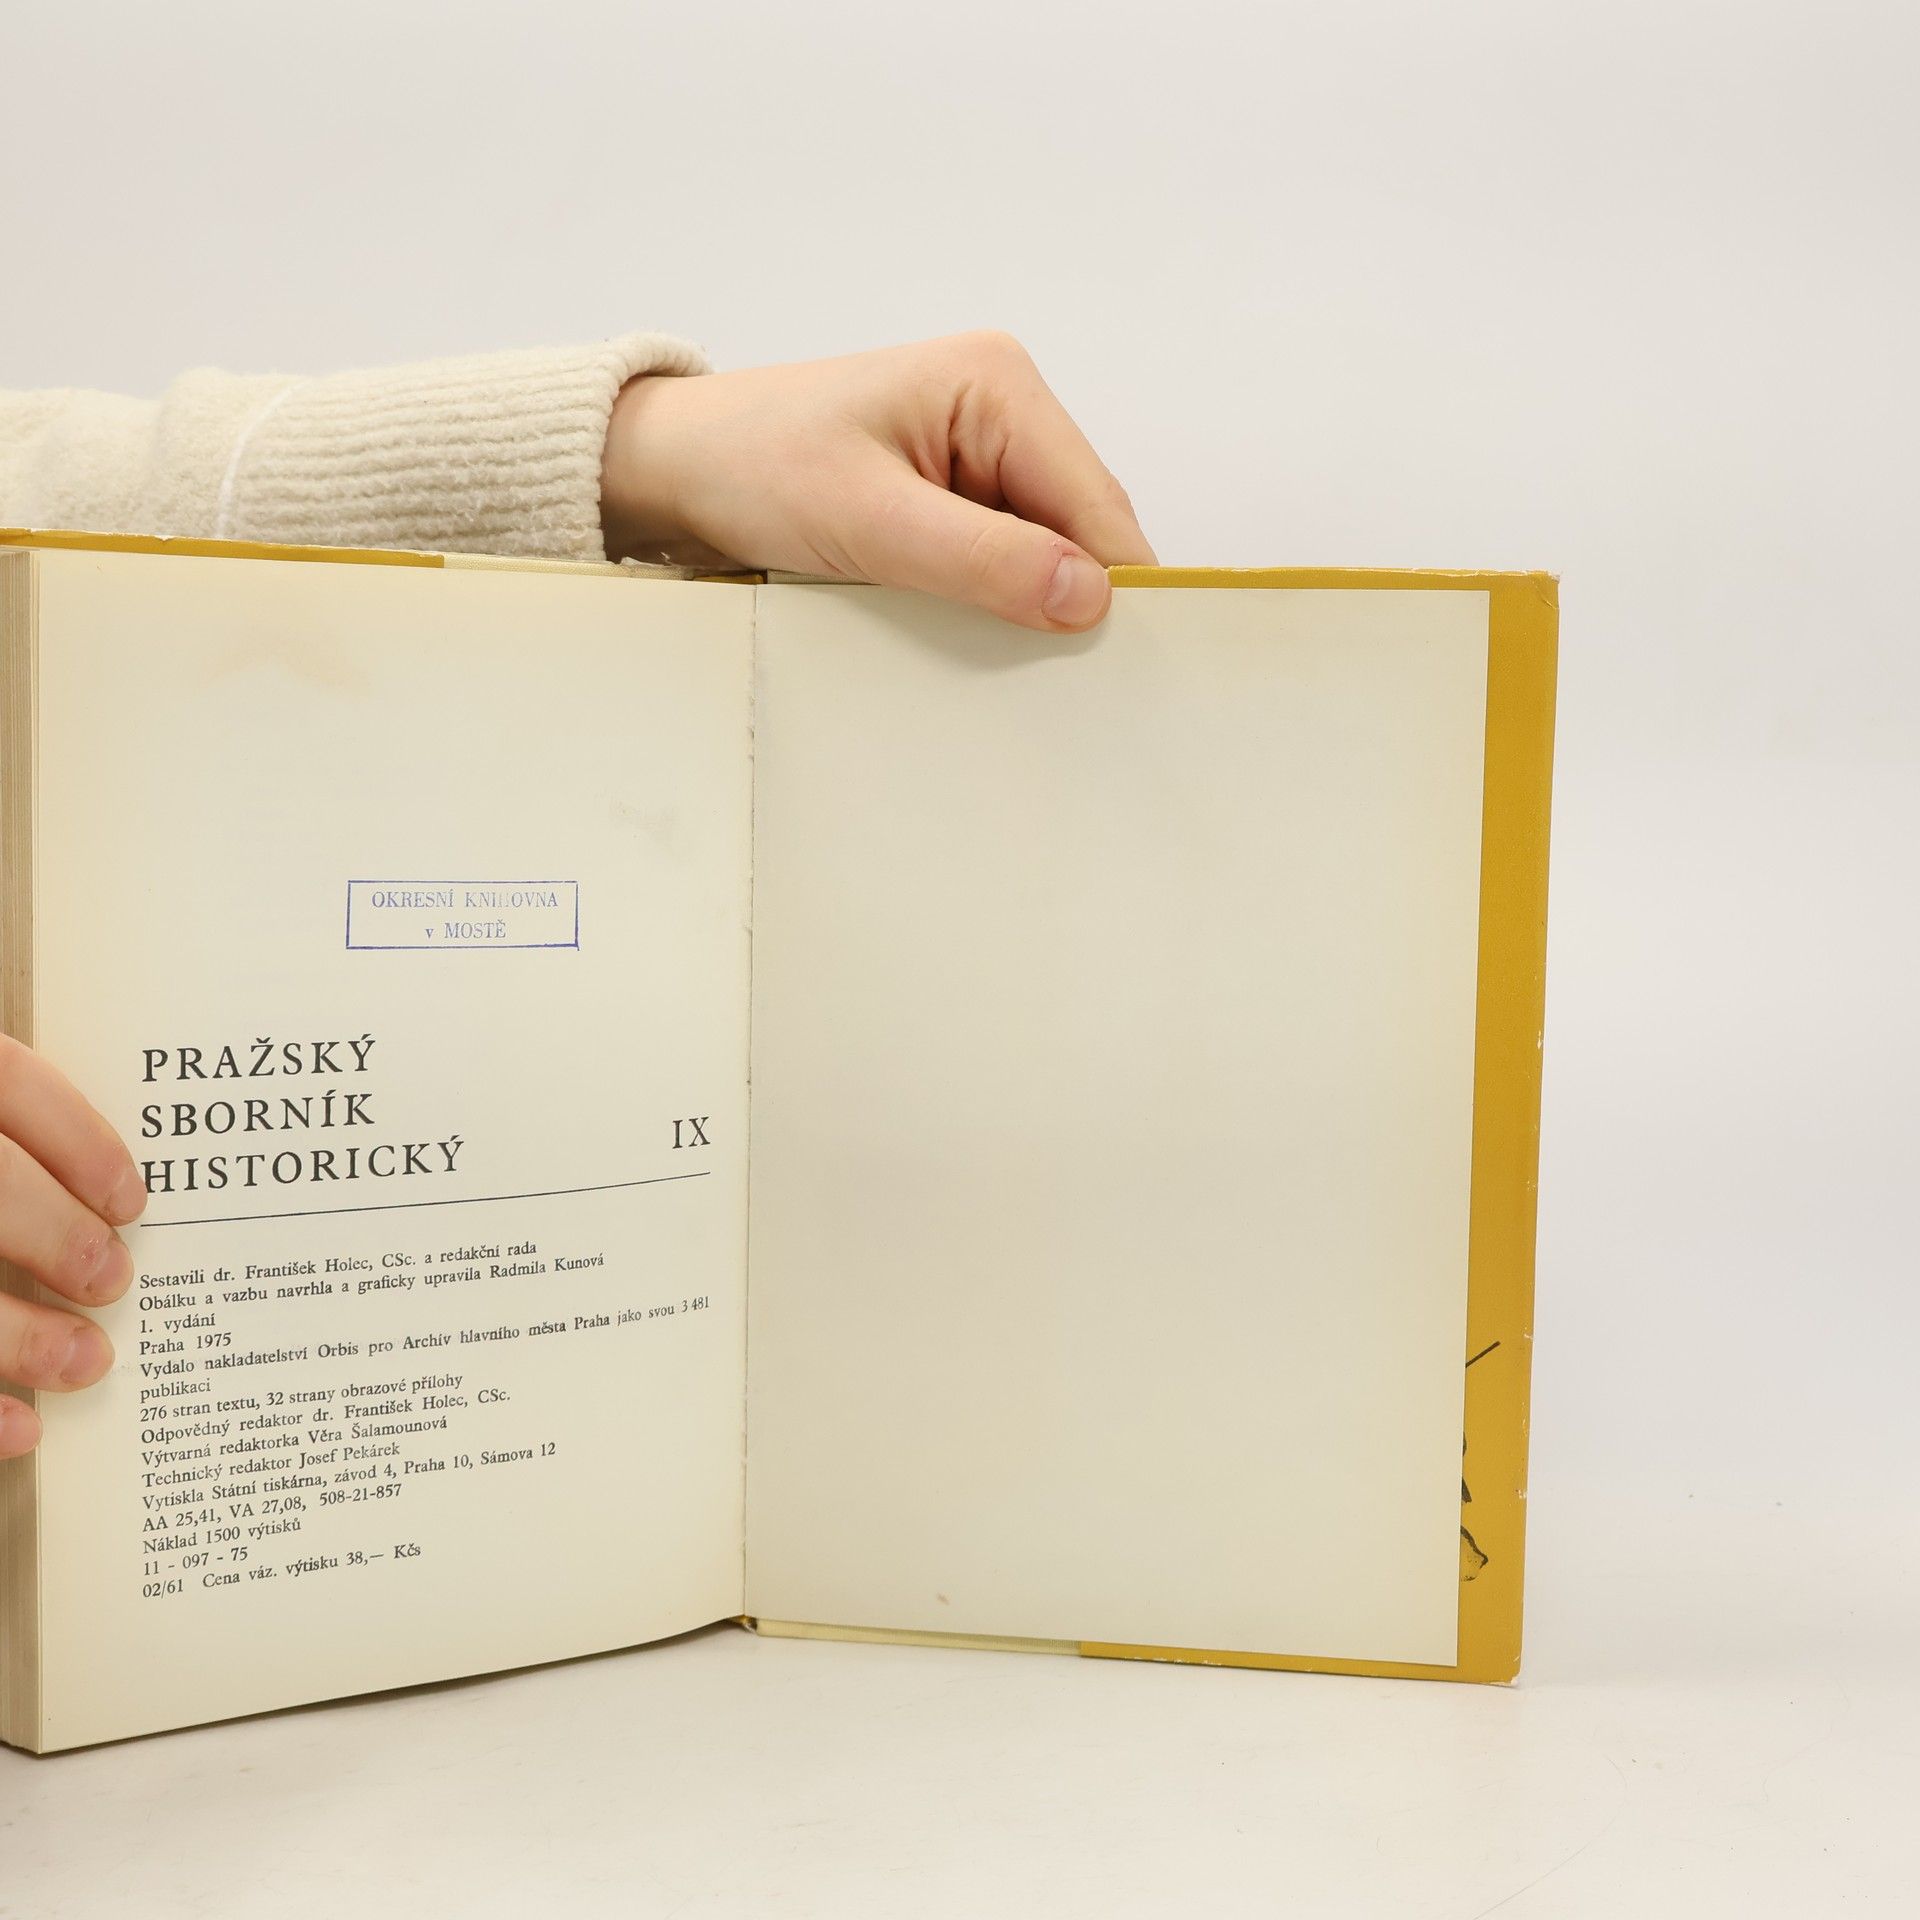 OKRESNÍ KNIHOVNA
v MOSTĚ
PRAŽSKÝ
SBORNÍK
HISTORICKÝ IX
Sestavili dr. František Holec, CSc. a redakční rada
Obálku a vazbu navrhla a graficky upravila Radmila Kunová
1. vydání
Praha 1975
Vydalo nakladatelství Orbis pro Archív hlavního města Praha jako svou 3 481
publikaci
276 stran textu, 32 strany obrazové přílohy
Odpovědný redaktor dr. František Holec, CSc.
Výtvarná redaktorka Věra Šalamounová
Technický redaktor Josef Pekárek
Vytiskla Státní tiskárna, závod 4, Praha 10, Sámova 12
AA 25,41, VA 27,08, 508-21-857
Náklad 1500 výtisků
11 - 097 - 75
02/61 Cena váz. výtisku 38,— Kčs